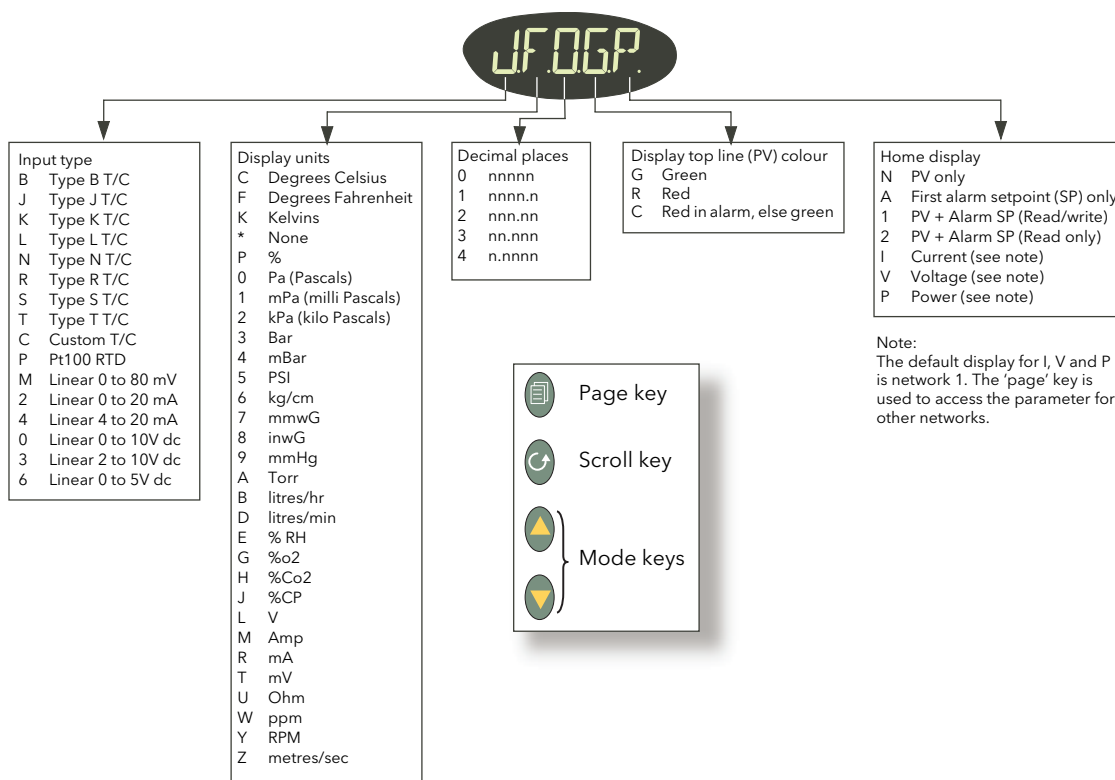 J.F.0.G.P.
Input type
B Type B T/C
J Type J T/C
K Type K T/C
L Type L T/C
N Type N T/C
R Type R T/C
S Type S T/C
T Type T T/C
C Custom T/C
P Pt100 RTD
M Linear 0 to 80 mV
2 Linear 0 to 20 mA
4 Linear 4 to 20 mA
0 Linear 0 to 10V dc
3 Linear 2 to 10V dc
6 Linear 0 to 5V dc
Display units
C Degrees Celsius
F Degrees Fahrenheit
K Kelvins
* None
P %
0 Pa (Pascals)
1 mPa (milli Pascals)
2 kPa (kilo Pascals)
3 Bar
4 mBar
5 PSI
6 kg/cm
7 mmwG
8 inwG
9 mmHg
A Torr
B litres/hr
D litres/min
E % RH
G %o2
H %Co2
J %CP
L V
M Amp
R mA
T mV
U Ohm
W ppm
Y RPM
Z metres/sec
Decimal places
0 nnnnn
1 nnnn.n
2 nnn.nn
3 nn.nnn
4 n.nnnn
Display top line (PV) colour
G Green
R Red
C Red in alarm, else green
Home display
N PV only
A First alarm setpoint (SP) only
1 PV + Alarm SP (Read/write)
2 PV + Alarm SP (Read only)
I Current (see note)
V Voltage (see note)
P Power (see note)
Note:
The default display for I, V and P
is network 1. The ‘page’ key is
used to access the parameter for
other networks.
Page key
Scroll key
Mode keys